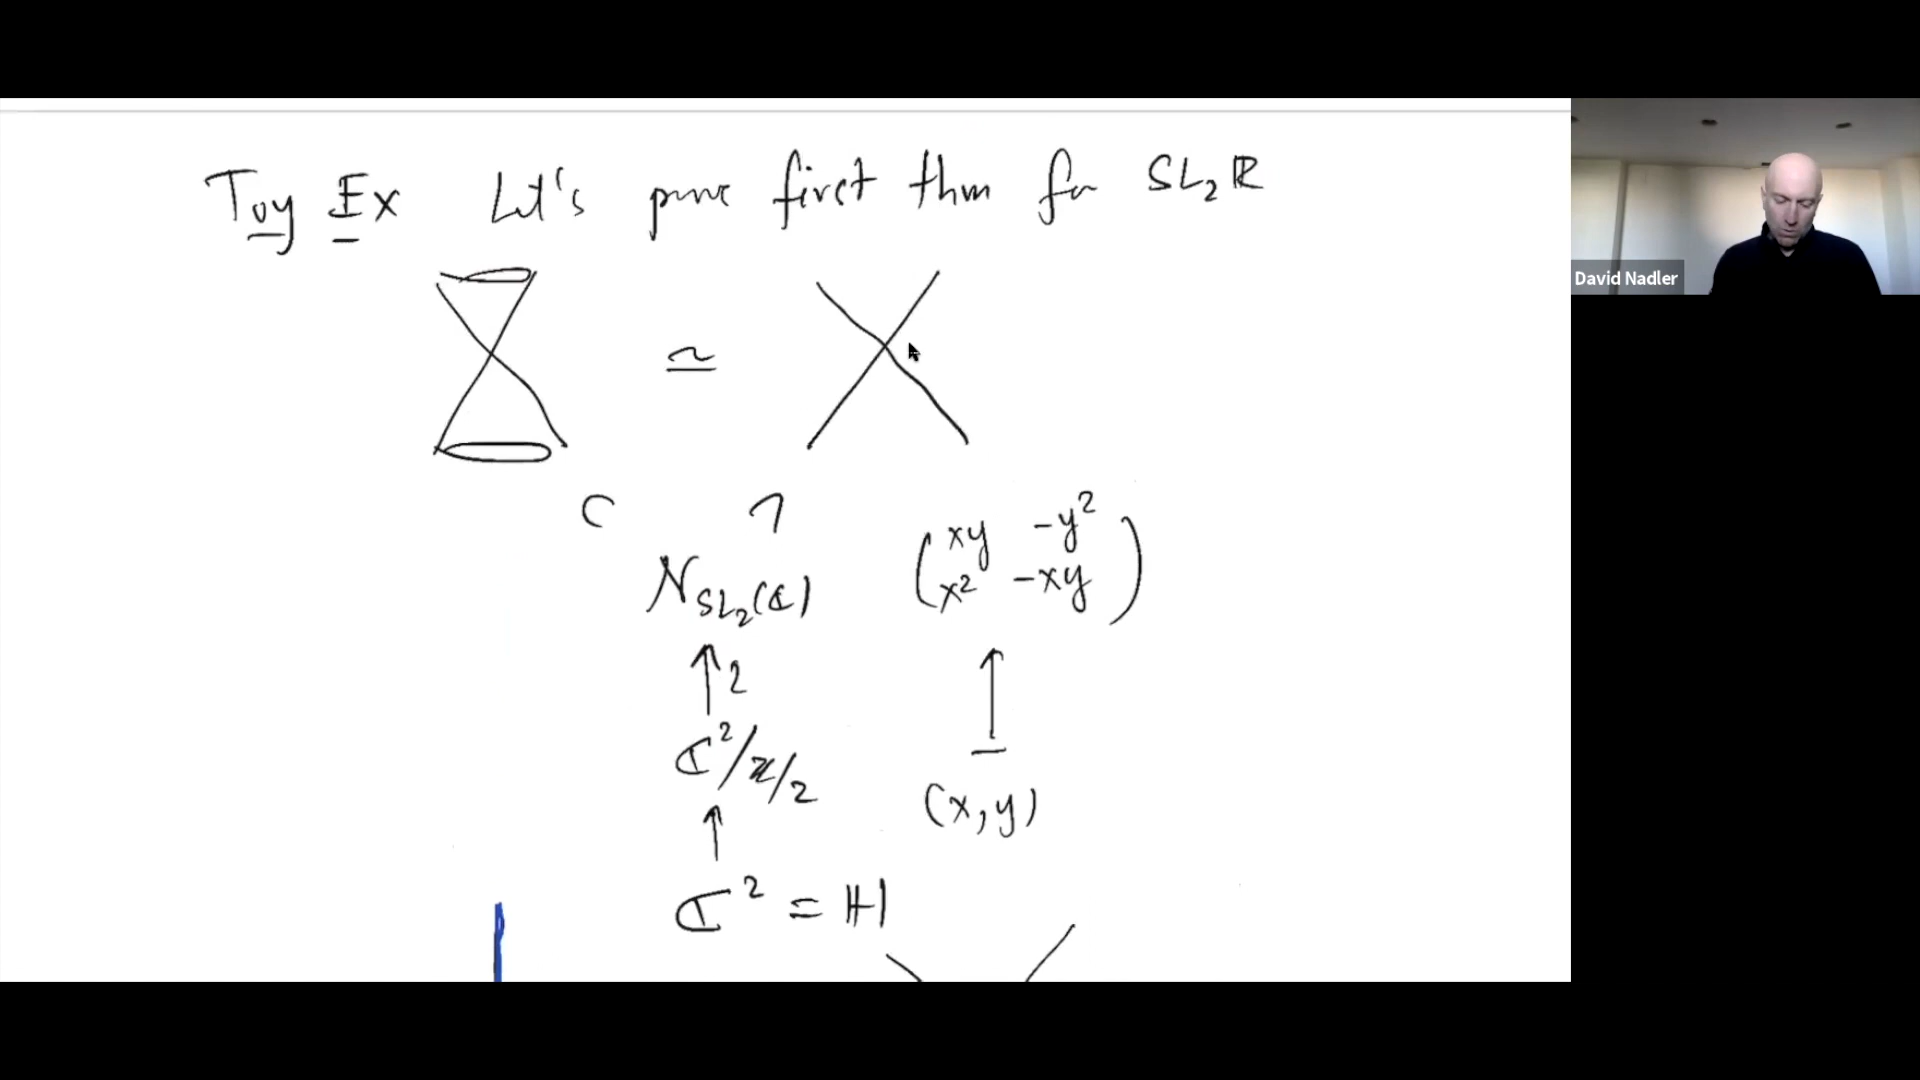 Toy Ex Let's prove first thm for SL₂ℝ
≃
⊂ ⊃
N_{SL₂(ℂ)} ( xy -y²
x² -xy )
↑2 ↑
ℂ²/ℤ/2
(x,y)
↑
ℂ² = ℍ
David Nadler